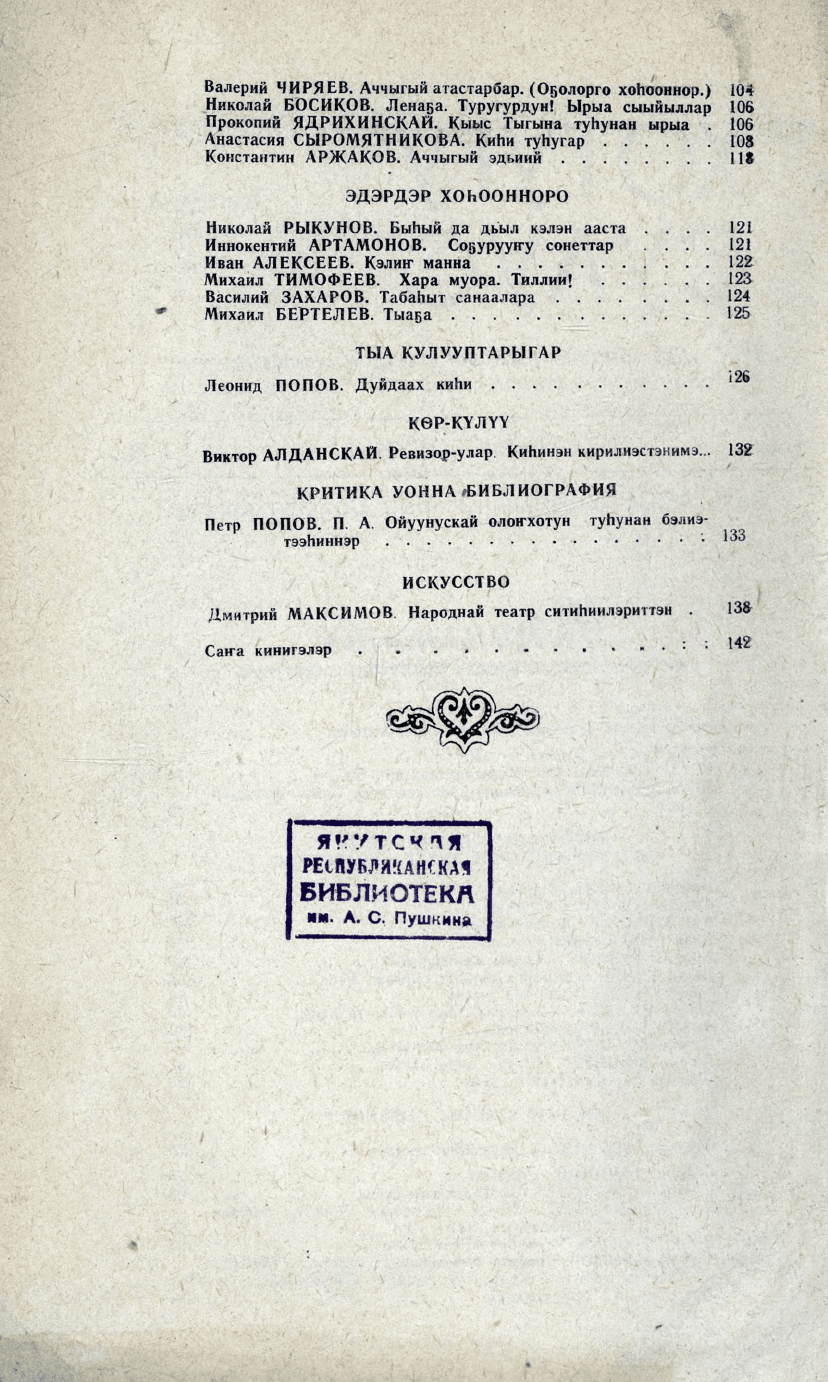 Валерий ЧИРЯЕВ. Аччыгый атастарбар. (Оҕолорго хоһооннор.) 104
Николай БОСИКОВ. Ленаҕа. Туругурдун! Ырыа сыыйыллар 106
Прокопий ЯДРИХИНСКАЙ. Кыыс Тыгына туһунан ырыа . 106
Анастасия СЫРОМЯТНИКОВА. Киһи туһугар . . . . . . 108
Константин АРЖАКОВ. Аччыгый эдьиий . . . . . . . . 118
ЭДЭРДЭР ХОҺООННОРО
Николай РЫКУНОВ. Быһый да дьыл кэлэн ааста . . . . 121
Иннокентий АРТАМОНОВ. Соҕурууҥу сонеттар . . . . 121
Иван АЛЕКСЕЕВ. Кэлиҥ манна . . . . . . . . . . . 122
Михаил ТИМОФЕЕВ. Хара муора. Тиллии! . . . . . . 123
Василий ЗАХАРОВ. Табаһыт санаалара . . . . . . . . 124
Михаил БЕРТЕЛЕВ. Тыаҕа . . . . . . . . . . . . . 125
ТЫА КУЛУУПТАРЫГАР
Леонид ПОПОВ. Дуйдаах киһи . . . . . . . . . . . 126
КӨР-КҮЛҮҮ
Виктор АЛДАНСКАЙ. Ревизор-улар. Киһинэн кирилиэстэнимэ... 132
КРИТИКА УОННА БИБЛИОГРАФИЯ
Петр ПОПОВ. П. А. Ойуунускай олоҥхотун туһунан бэлиэ-
тээһиннэр . . . . . . . . . . . . . . . . 133
ИСКУССТВО
Дмитрий МАКСИМОВ. Народнай театр ситиһиилэриттэн . 138
Саҥа кинигэлэр . . . . . . . . . . . . . 142
ЯКУТСКАЯ
РЕСПУБЛИКАНСКАЯ
БИБЛИОТЕКА
им. А. С. Пушкина